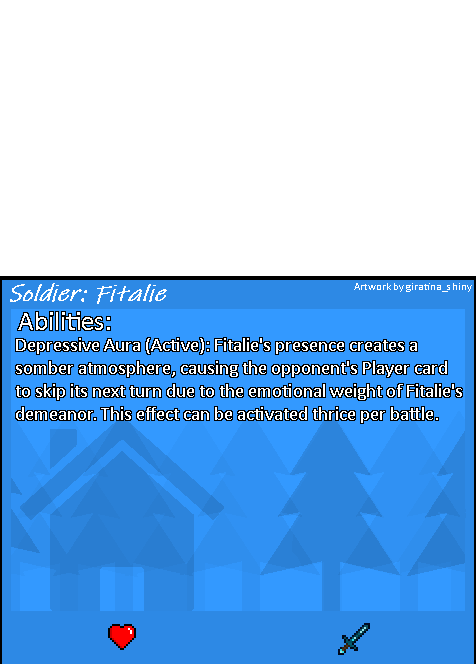 Soldier: Fitalie
Artwork by giratina_shiny
Abilities:
Depressive Aura (Active): Fitalie's presence creates a
somber atmosphere, causing the opponent's Player card
to skip its next turn due to the emotional weight of Fitalie's
demeanor. This effect can be activated thrice per battle.